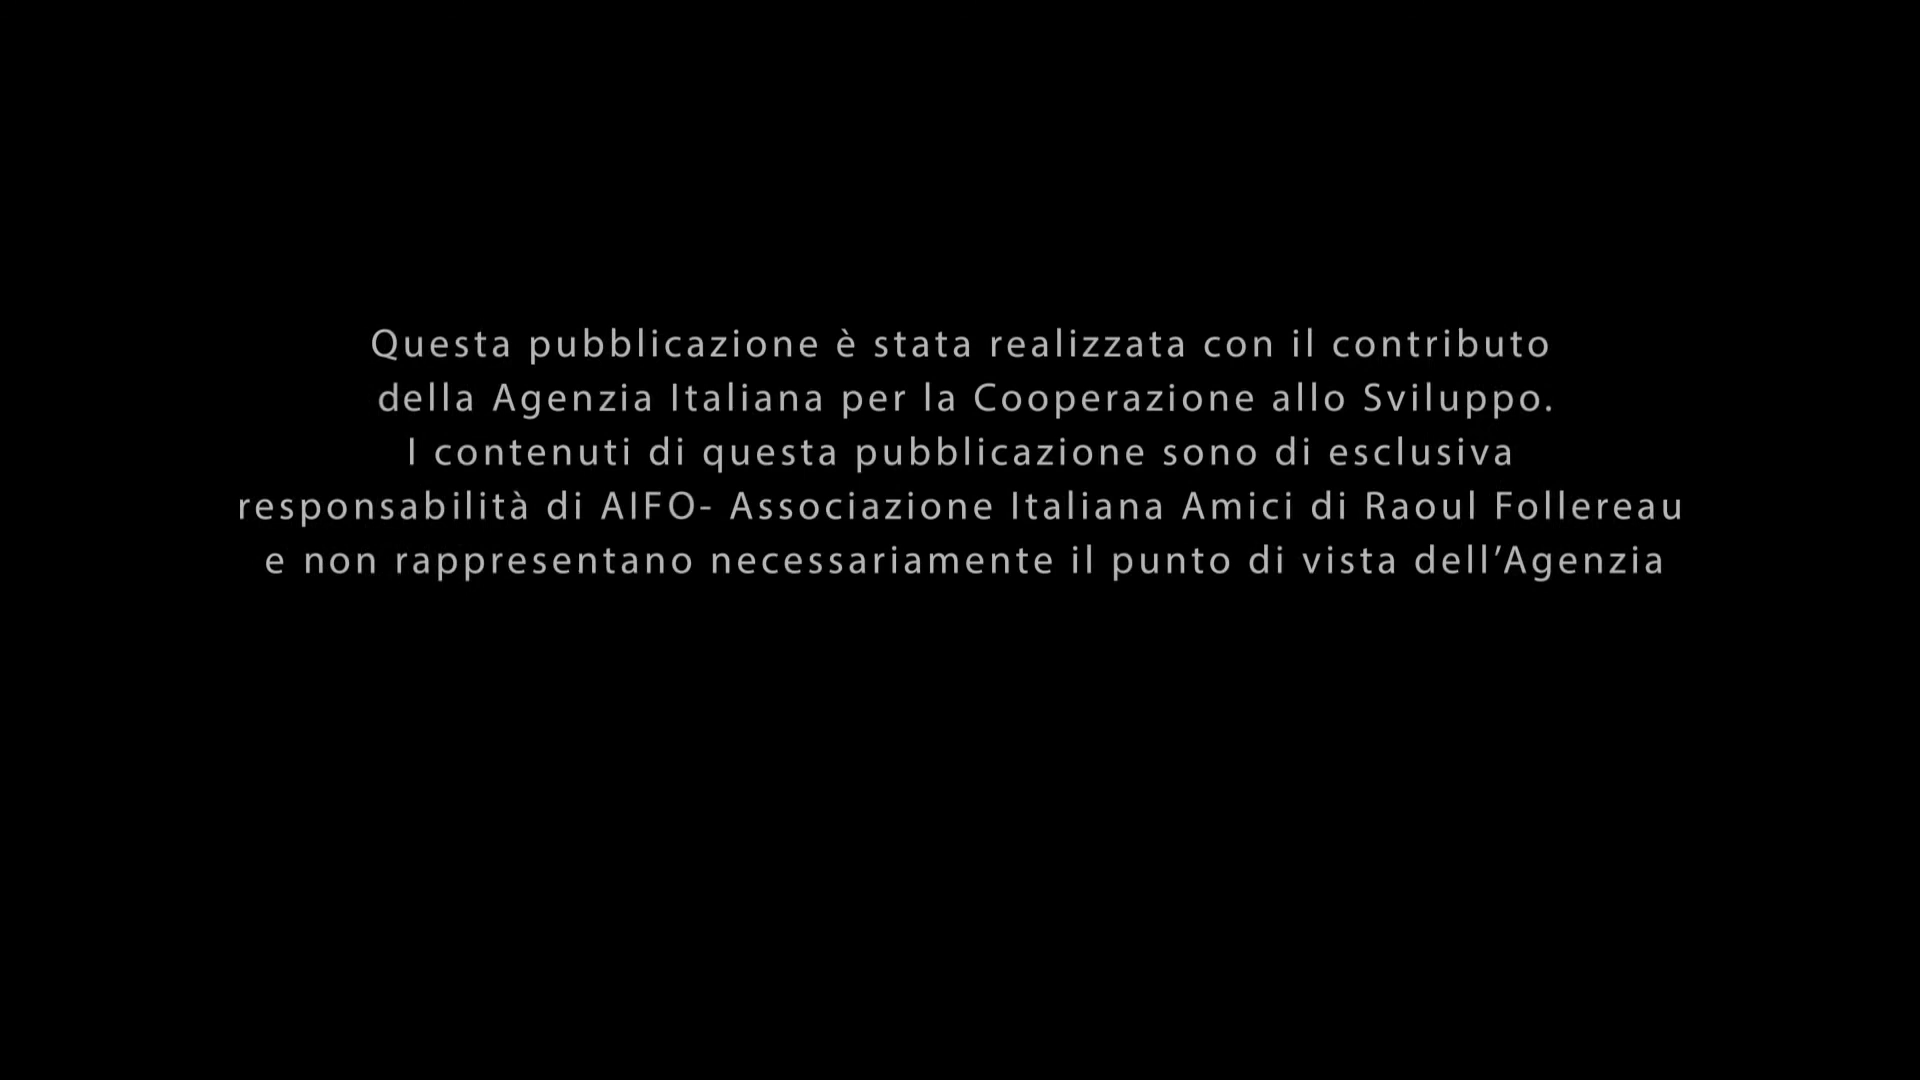 Questa pubblicazione è stata realizzata con il contributo
della Agenzia Italiana per la Cooperazione allo Sviluppo.
I contenuti di questa pubblicazione sono di esclusiva
responsabilità di AIFO- Associazione Italiana Amici di Raoul Follereau
e non rappresentano necessariamente il punto di vista dell’Agenzia